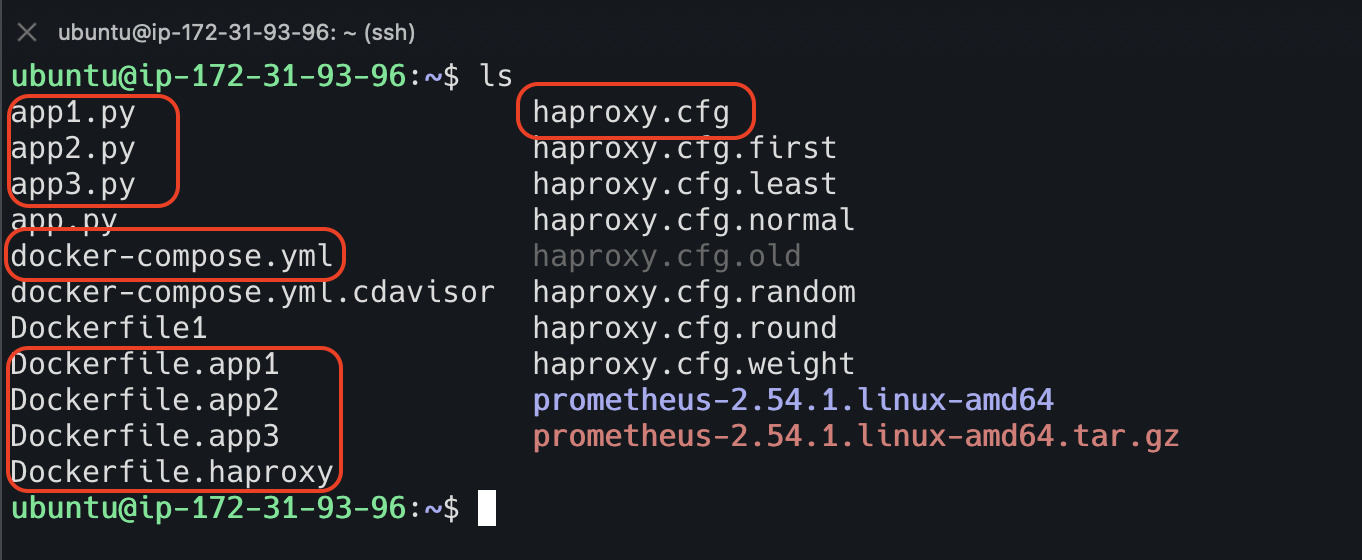 ubuntu@ip-172-31-93-96: ~ (ssh)
ubuntu@ip-172-31-93-96:~$ ls
app1.py haproxy.cfg
app2.py haproxy.cfg.first
app3.py haproxy.cfg.least
app.py haproxy.cfg.normal
docker-compose.yml haproxy.cfg.old
docker-compose.yml.cdavisor haproxy.cfg.random
Dockerfile1 haproxy.cfg.round
Dockerfile.app1 haproxy.cfg.weight
Dockerfile.app2 prometheus-2.54.1.linux-amd64
Dockerfile.app3 prometheus-2.54.1.linux-amd64.tar.gz
Dockerfile.haproxy
ubuntu@ip-172-31-93-96:~$